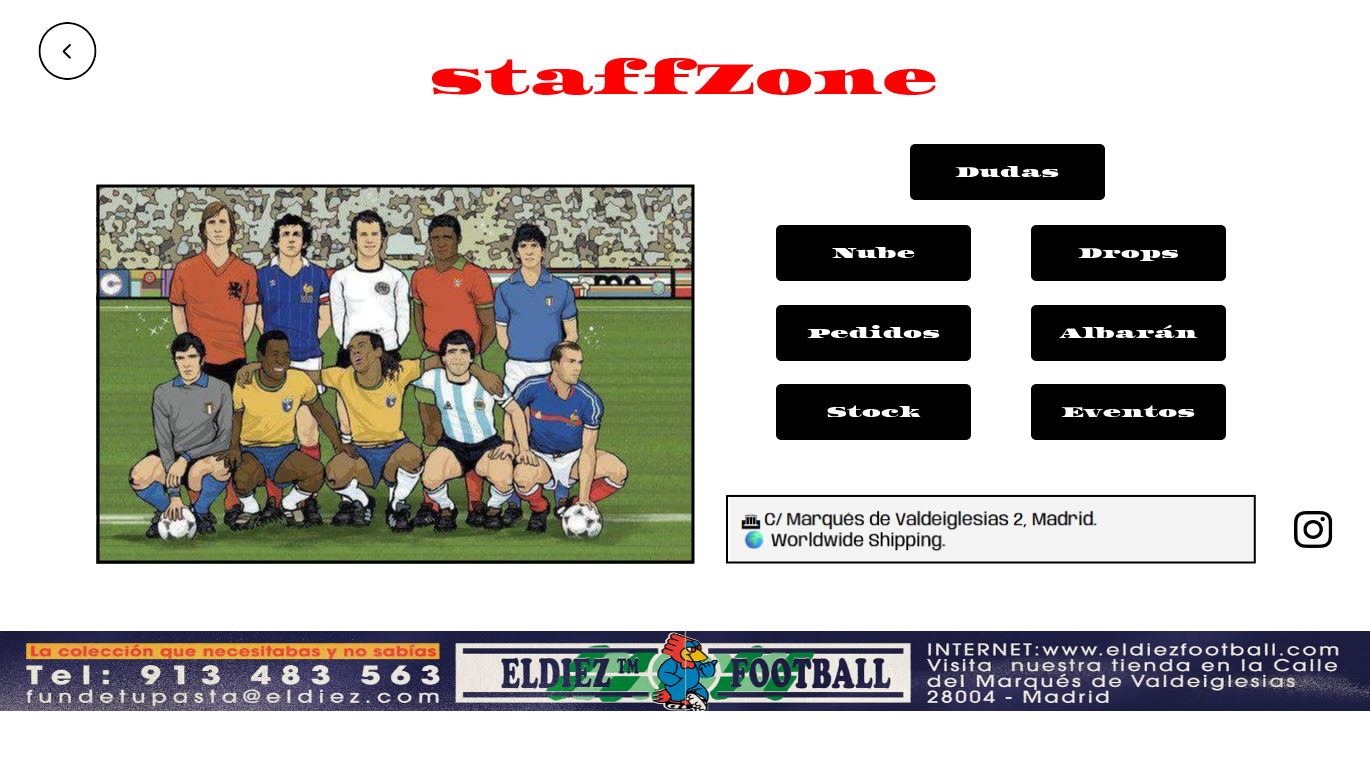 staffZone
Dudas
Nube
Drops
Pedidos
Albarán
Stock
Eventos
C/ Marqués de Valdeiglesias 2, Madrid.
Worldwide Shipping.
La colección que necesitabas y no sabías
Tel: 913 483 563
fundetupasta@eldiez.com
ELDIEZ™ FOOTBALL
INTERNET:www.eldiezfootball.com
Visita nuestra tienda en la Calle
del Marqués de Valdeiglesias
28004 - Madrid